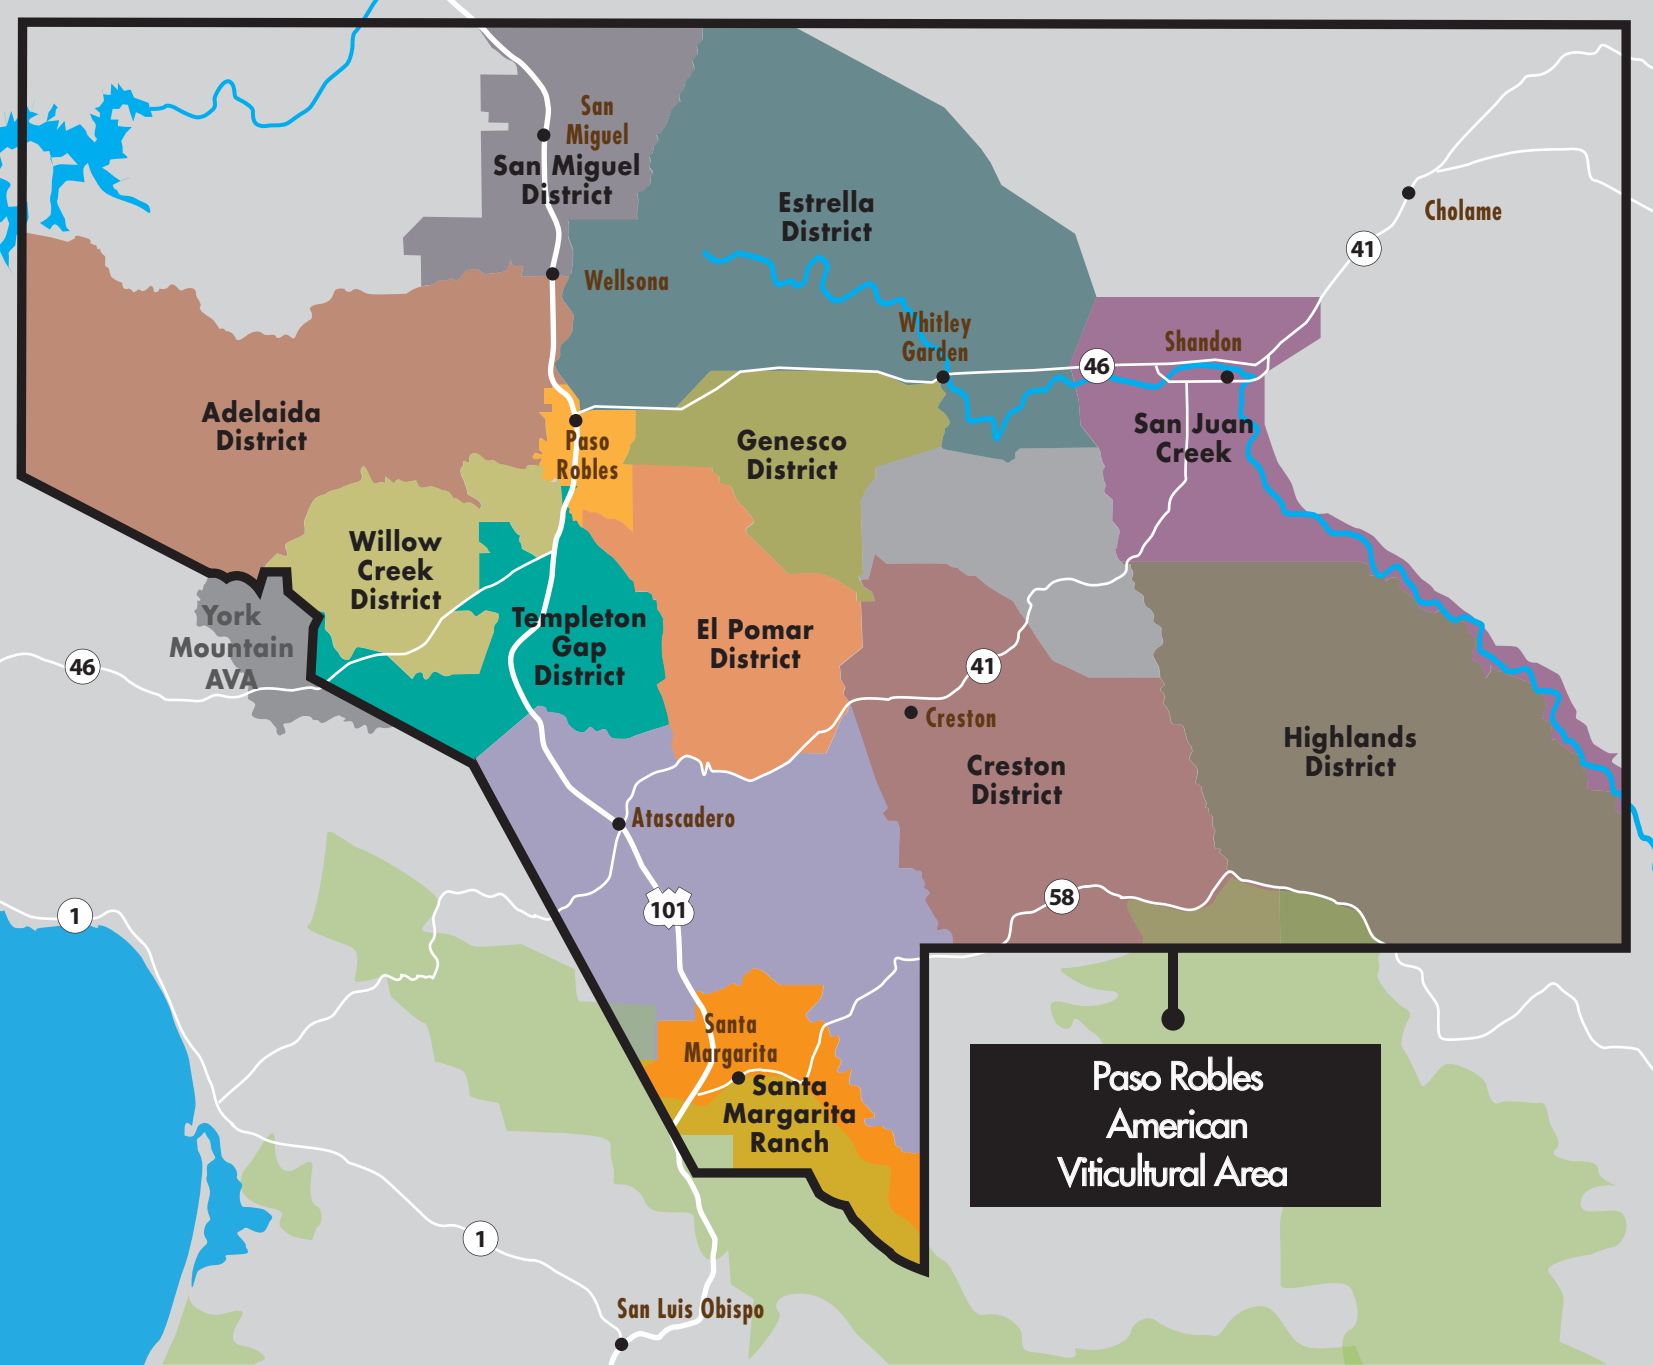 San
Miguel
San Miguel
District
Estrella
District
Cholame
41
Wellsona
Whitley
Garden
Shandon
46
Adelaida
District
Paso
Robles
Genesco
District
San Juan
Creek
Willow
Creek
District
York
Mountain
AVA
46
Templeton
Gap
District
El Pomar
District
41
Creston
Creston
District
Highlands
District
Atascadero
101
58
1
Santa
Margarita
Santa
Margarita
Ranch
Paso Robles
American
Viticultural Area
1
San Luis Obispo